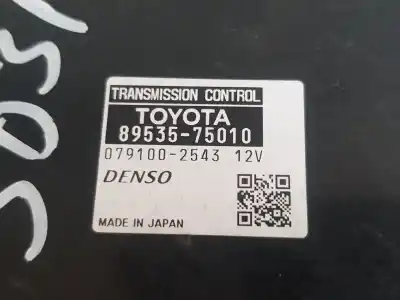 TRANSMISSION CONTROL
TOYOTA
89535-75010
079100-2543 12V
DENSO
MADE IN JAPAN